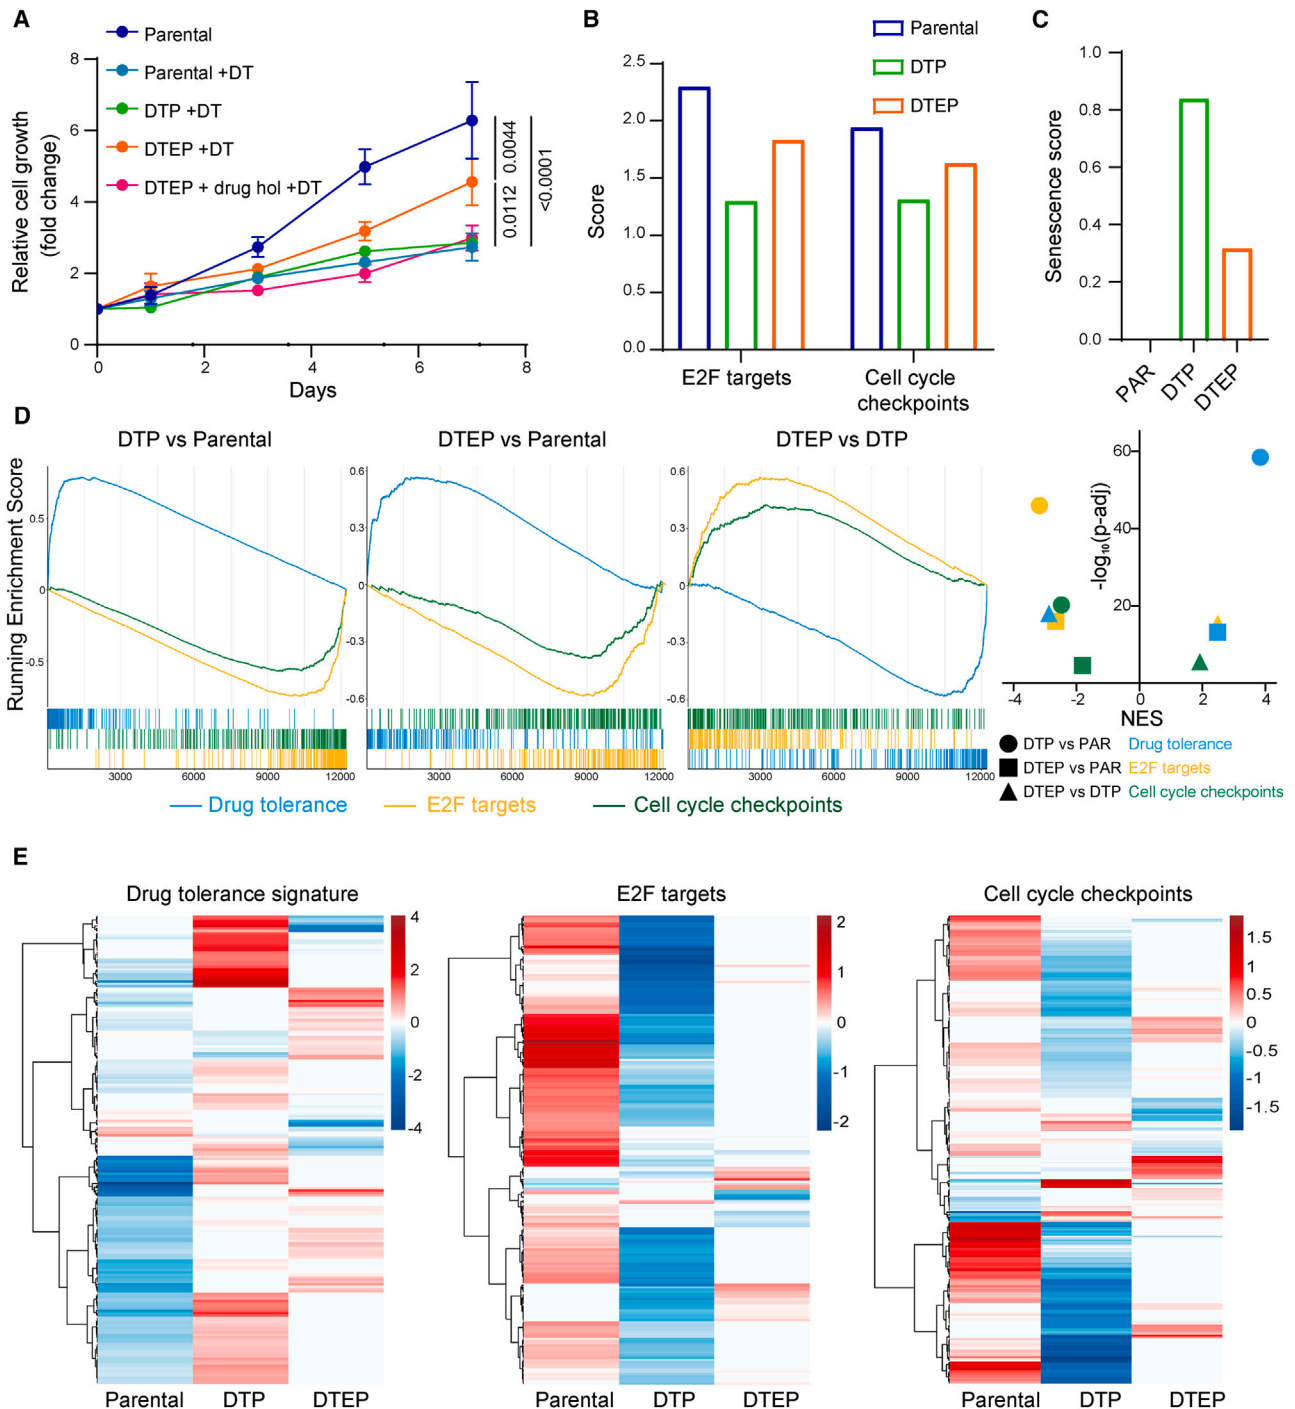 A
Parental
Parental +DT
DTP +DT
DTEP +DT
DTEP + drug hol +DT
Relative cell growth
(fold change)
8
6
4
2
0
0 2 4 6 8
Days
0.0044
0.0112
<0.0001
B
Parental
DTP
DTEP
Score
2.5
2.0
1.5
1.0
0.5
0.0
E2F targets
Cell cycle
checkpoints
C
Senescence score
1.0
0.8
0.6
0.4
0.2
0.0
PAR
DTP
DTEP
D
Running Enrichment Score
DTP vs Parental
0.5
0
-0.5
3000 6000 9000 12000
DTEP vs Parental
0.6
0.3
0
-0.3
-0.6
3000 6000 9000 12000
DTEP vs DTP
0.6
0.3
0
-0.3
-0.6
3000 6000 9000 12000
Drug tolerance
E2F targets
Cell cycle checkpoints
-log10(p-adj)
60
40
20
-4 -2 0 2 4
NES
DTP vs PAR Drug tolerance
DTEP vs PAR E2F targets
DTEP vs DTP Cell cycle checkpoints
E
Drug tolerance signature
4
2
0
-2
-4
Parental DTP DTEP
E2F targets
2
1
0
-1
-2
Parental DTP DTEP
Cell cycle checkpoints
1.5
1
0.5
0
-0.5
-1
-1.5
Parental DTP DTEP